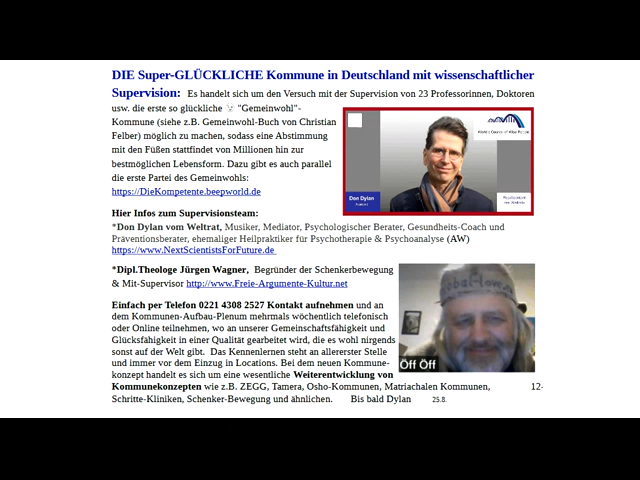 DIE Super-GLÜCKLICHE Kommune in Deutschland mit wissenschaftlicher
Supervision: Es handelt sich um den Versuch mit der Supervision von 23 Professorinnen, Doktoren
usw. die erste so glückliche "Gemeinwohl"-
Kommune (siehe z.B. Gemeinwohl-Buch von Christian
Felber) möglich zu machen, sodass eine Abstimmung
mit den Füßen stattfindet von Millionen hin zur
bestmöglichen Lebensform. Dazu gibt es auch parallel
die erste Partei des Gemeinwohls:
https://DieKompetente.beepworld.de
Don Dylan
Hier Infos zum Supervisionsteam:
*Don Dylan vom Weltrat, Musiker, Mediator, Psychologischer Berater, Gesundheits-Coach und
Präventionsberater, ehemaliger Heilpraktiker für Psychotherapie & Psychoanalyse (AW)
https://www.NextScientistsForFuture.de
*Dipl.Theologe Jürgen Wagner, Begründer der Schenkerbewegung
& Mit-Supervisor http://www.Freie-Argumente-Kultur.net
Öff Öff
Einfach per Telefon 0221 4308 2527 Kontakt aufnehmen und an
dem Kommunen-Aufbau-Plenum mehrmals wöchentlich telefonisch
oder Online teilnehmen, wo an unserer Gemeinschaftsfähigkeit und
Glücksfähigkeit in einer Qualität gearbeitet wird, die es wohl nirgends
sonst auf der Welt gibt. Das Kennenlernen steht an allererster Stelle
und immer vor dem Einzug in Locations. Bei dem neuen Kommune-
konzept handelt es sich um eine wesentliche Weiterentwicklung von
Kommunekonzepten wie z.B. ZEGG, Tamera, Osho-Kommunen, Matriachalen Kommunen, 12-
Schritte-Kliniken, Schenker-Bewegung und ähnlichen. Bis bald Dylan 25.8.